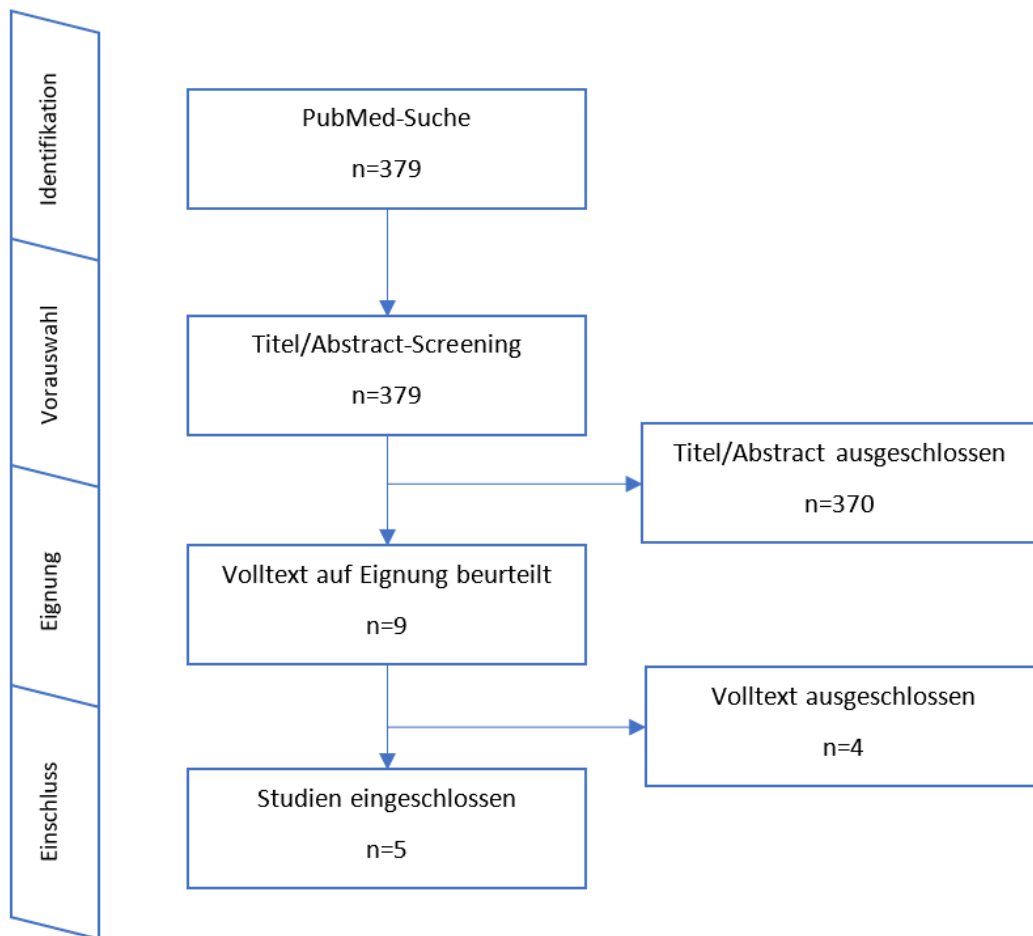 Identifikation
PubMed-Suche
n=379
Vorauswahl
Titel/Abstract-Screening
n=379
Titel/Abstract ausgeschlossen
n=370
Eignung
Volltext auf Eignung beurteilt
n=9
Volltext ausgeschlossen
n=4
Einschluss
Studien eingeschlossen
n=5